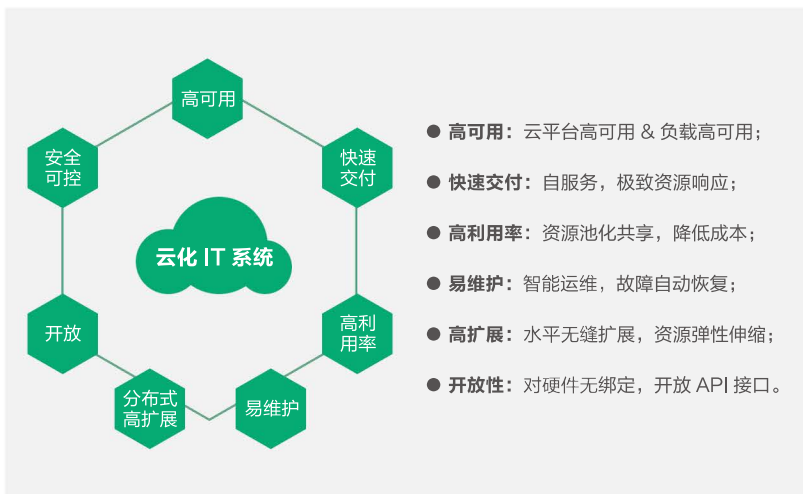 高可用
安全
可控
快速
交付
云化 IT 系统
开放
高利
用率
分布式
高扩展
易维护
● 高可用：云平台高可用 & 负载高可用；
● 快速交付：自服务，极致资源响应；
● 高利用率：资源池化共享，降低成本；
● 易维护：智能运维，故障自动恢复；
● 高扩展：水平无缝扩展，资源弹性伸缩；
● 开放性：对硬件无绑定，开放 API 接口。